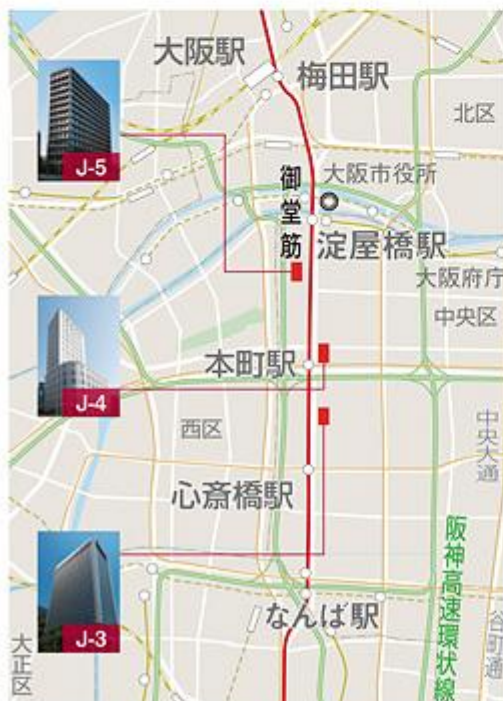 大阪駅
梅田駅
北区
J-5
御堂筋
大阪市役所
淀屋橋駅
大阪府庁
中央区
本町駅
J-4
西区
中央大通
心斎橋駅
阪神高速環状線
なんば駅
谷町通
J-3
大正区